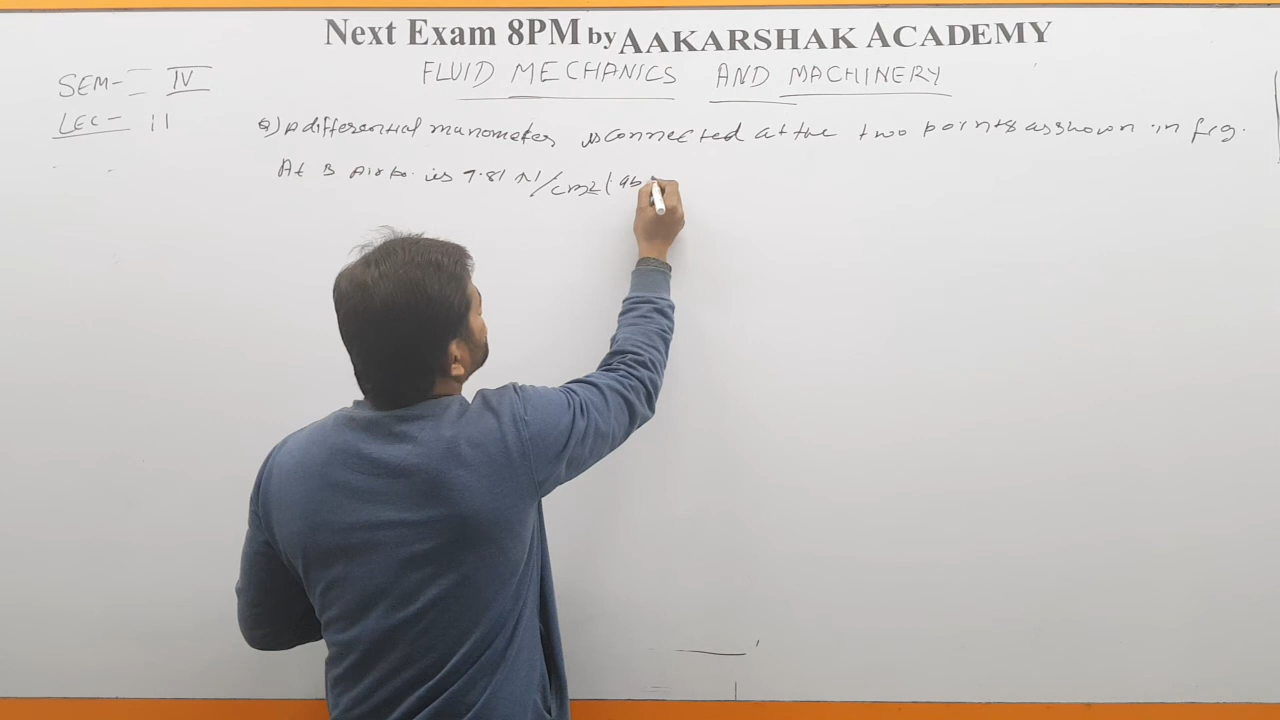 Next Exam 8PM by AAKARSHAK ACADEMY
FLUID MECHANICS AND MACHINERY
SEM- IV
LEC- 11
Q) A differential manometer is connected at the two points as shown in fig.
At B Air pr. is 9.81 N/cm2 (ab